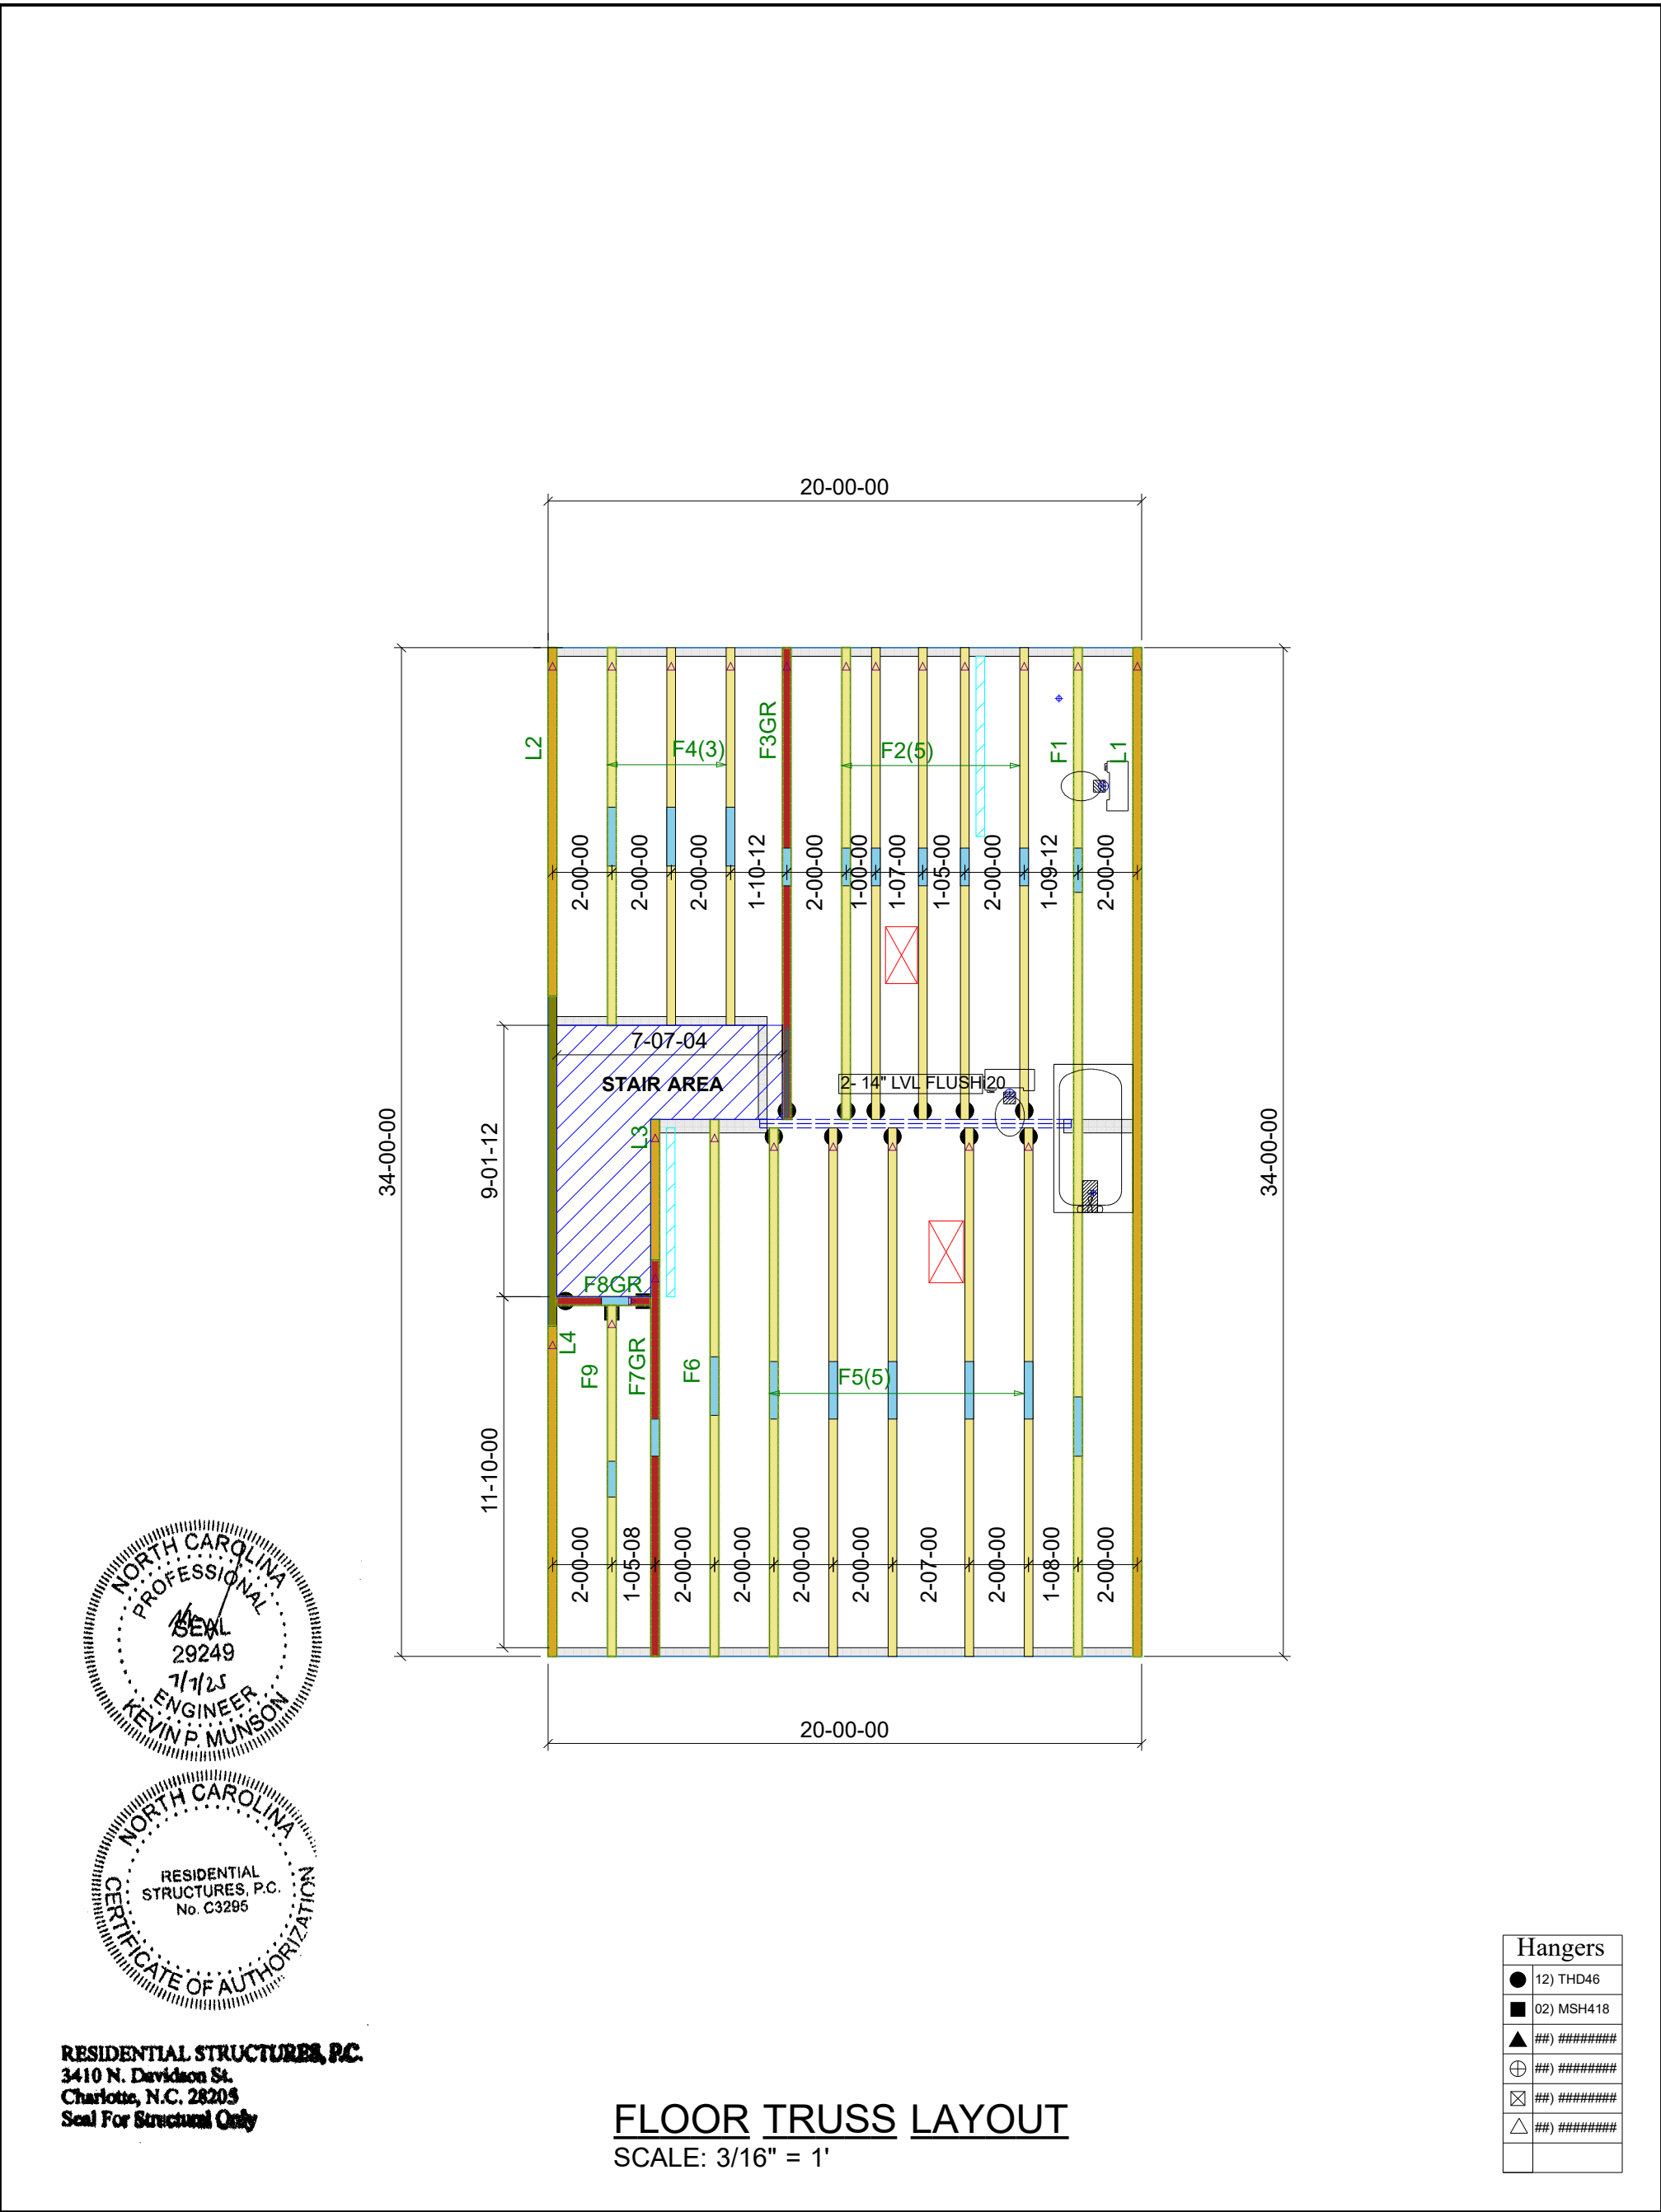 20-00-00
L2
F4(3)
F3GR
F2(5)
F1
L1
2-00-00
2-00-00
2-00-00
1-10-12
2-00-00
1-00-00
1-07-00
1-05-00
2-00-00
1-09-12
2-00-00
7-07-04
STAIR AREA
2- 14" LVL FLUSH
i20
34-00-00
9-01-12
L3
34-00-00
F8GR
L4
F9
F7GR
F6
F5(5)
11-10-00
2-00-00
1-05-08
2-00-00
2-00-00
2-00-00
2-00-00
2-07-00
2-00-00
1-08-00
2-00-00
20-00-00
NORTH CAROLINA
PROFESSIONAL
SEAL
29249
7/7/25
ENGINEER
KEVIN P. MUNSON
NORTH CAROLINA
RESIDENTIAL
STRUCTURES, P.C.
No. C3295
CERTIFICATE OF AUTHORIZATION
RESIDENTIAL STRUCTURES, P.C.
3410 N. Davidson St.
Charlotte, N.C. 28205
Seal For Structural Only
FLOOR TRUSS LAYOUT
SCALE: 3/16" = 1'
Hangers
12) THD46
02) MSH418
##) ########
##) ########
##) ########
##) ########